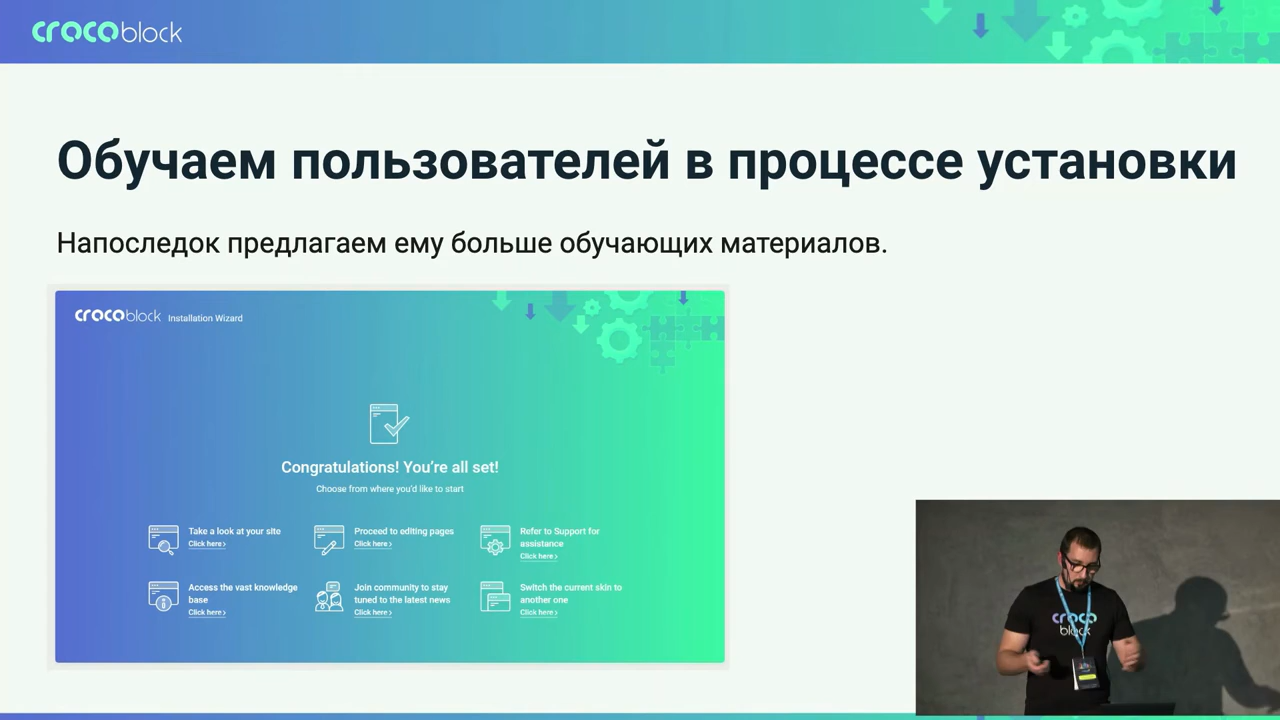 crocoblock
Обучаем пользователей в процессе установки
Напоследок предлагаем ему больше обучающих материалов.
crocoblock Installation Wizard
Congratulations! You're all set!
Choose from where you'd like to start
Take a look at your site
Click here >
Proceed to editing pages
Click here >
Refer to Support for
assistance
Click here >
Access the vast knowledge
base
Click here >
Join community to stay
tuned to the latest news
Click here >
Switch the current skin to
another one
Click here >
croco
block